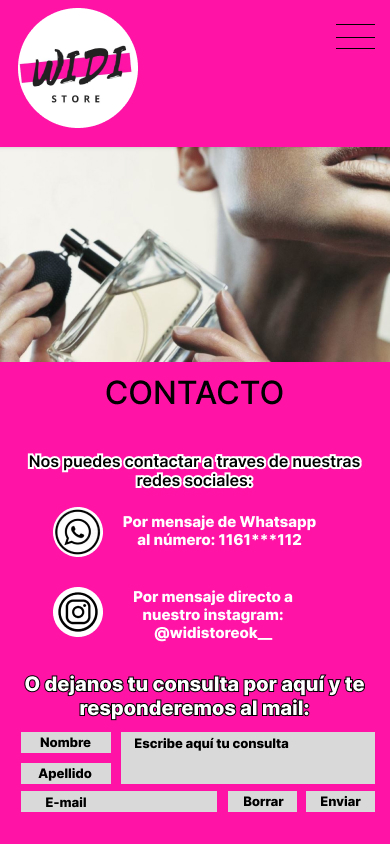 WIDI
STORE
CONTACTO
Nos puedes contactar a traves de nuestras
redes sociales:
Por mensaje de Whatsapp
al número: 1161***112
Por mensaje directo a
nuestro instagram:
@widistoreok__
O dejanos tu consulta por aquí y te
responderemos al mail:
Nombre
Escribe aquí tu consulta
Apellido
E-mail
Borrar
Enviar